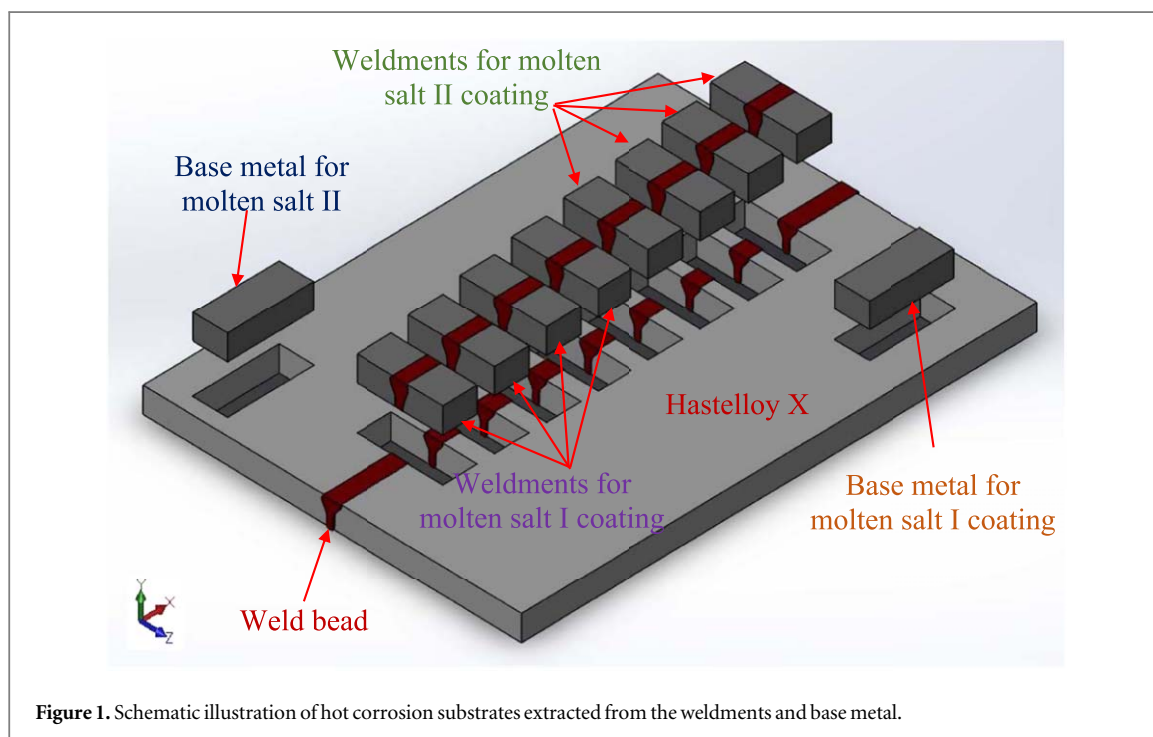 Weldments for molten
salt II coating
Base metal for
molten salt II
Hastelloy X
Weldments for
molten salt I coating
Base metal for
molten salt I coating
Weld bead
Y
X
Z
Figure 1. Schematic illustration of hot corrosion substrates extracted from the weldments and base metal.